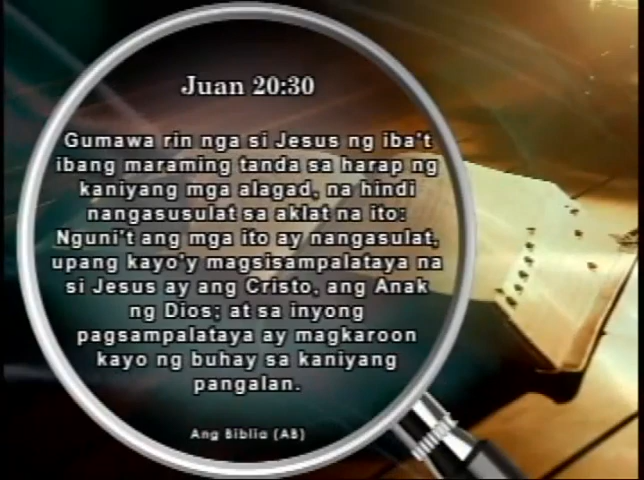 Juan 20:30
Gumawa rin nga si Jesus ng iba't
ibang maraming tanda sa harap ng
kaniyang mga alagad, na hindi
nangasusulat sa aklat na ito:
Nguni't ang mga ito ay nangasulat,
upang kayo'y magsisampalataya na
si Jesus ay ang Cristo, ang Anak
ng Dios; at sa inyong
pagsampalataya ay magkaroon
kayo ng buhay sa kaniyang
pangalan.
Ang Biblia (AB)